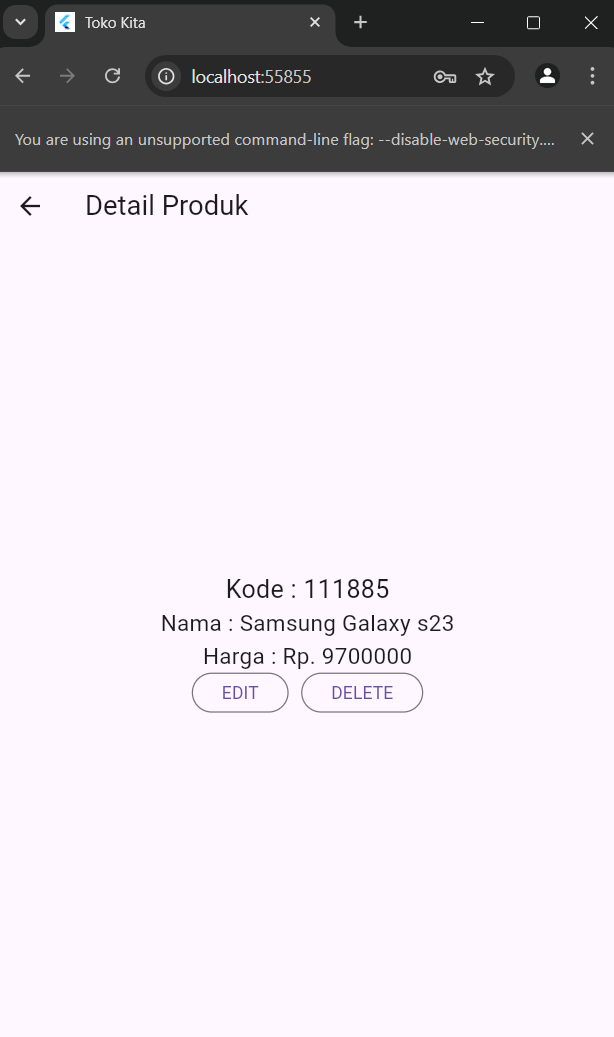 Toko Kita
localhost:55855
You are using an unsupported command-line flag: --disable-web-security....
Detail Produk
Kode : 111885
Nama : Samsung Galaxy s23
Harga : Rp. 9700000
EDIT DELETE